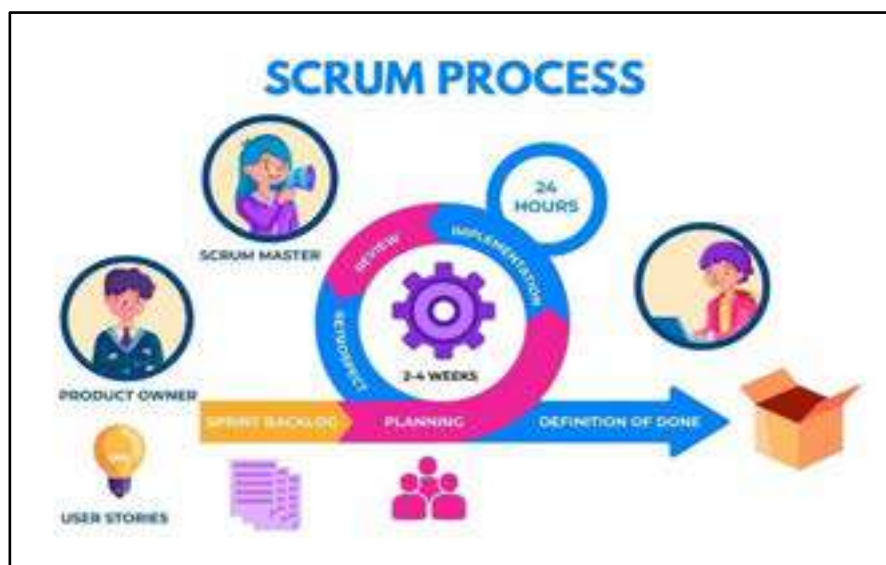 SCRUM PROCESS
24
HOURS
SCRUM MASTER
REVIEW
IMPLEMENTATION
RETROSPECT
2-4 WEEKS
PRODUCT OWNER
SPRINT BACKLOG
PLANNING
DEFINITION OF DONE
USER STORIES